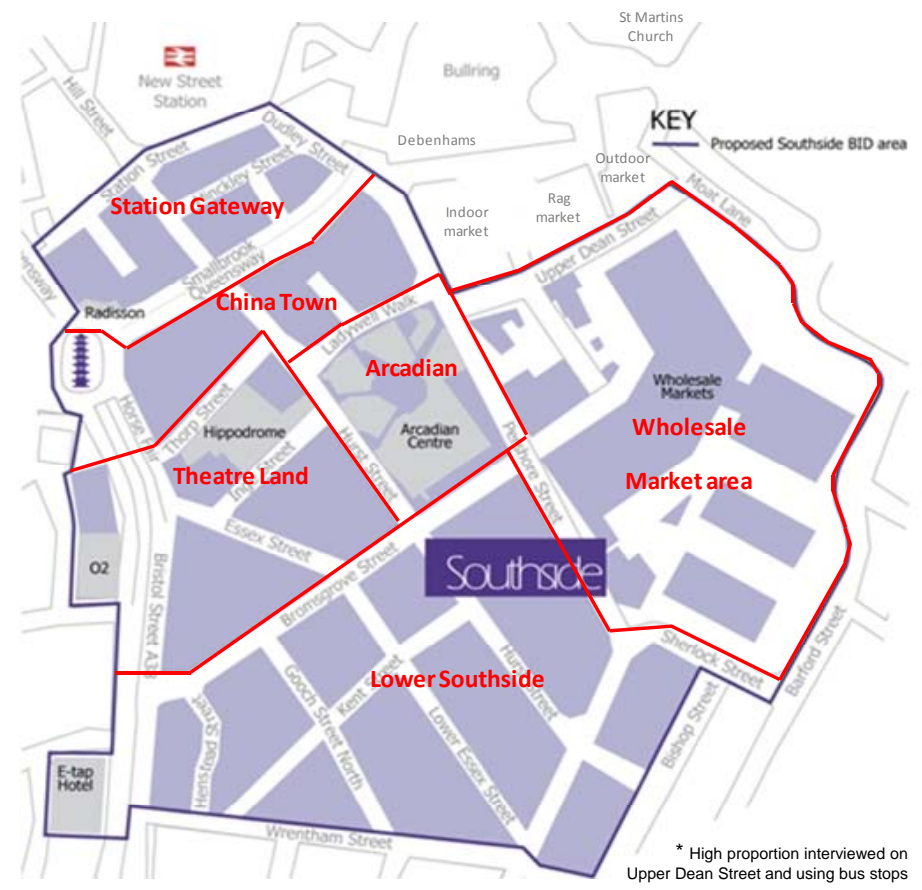 St Martins
Church
New Street
Station
Bullring
Hill Street
KEY
Proposed Southside BID area
Dudley Street
Debenhams
Station Street
Hinckley Street
Outdoor
market
Moat Lane
Rag
market
Indoor
market
Station Gateway
Upper Dean Street
Smallbrook
Queensway
China Town
Radisson
Ladywell Walk
Arcadian
Wholesale
Markets
Wholesale
Market area
Thorp Street
Hippodrome
Arcadian
Centre
Hurst Street
Pershore Street
Theatre Land
Essex Street
O2
Bristol Street A38
Bromsgrove Street
Southside
Sherlock Street
Barford Street
Lower Southside
Kent Street
Hurst Street
Gooch Street North
Lower Essex Street
Henstead Street
Bishop Street
E-tap
Hotel
Wrentham Street
* High proportion interviewed on
Upper Dean Street and using bus stops